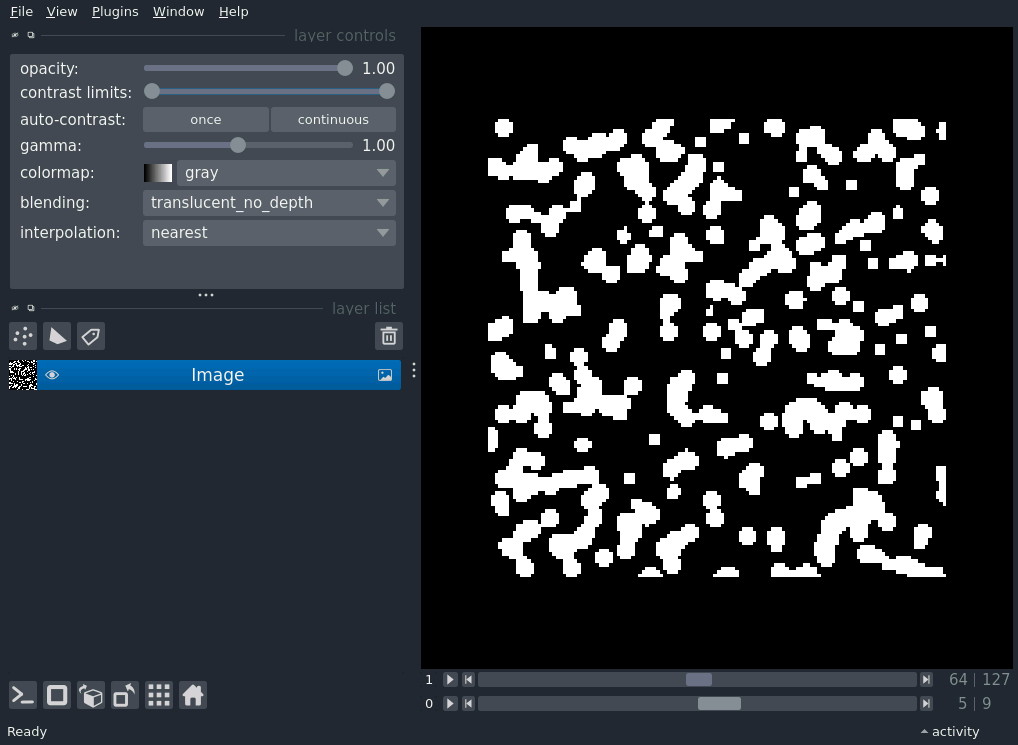 File View Plugins Window Help
layer controls
opacity: 1.00
contrast limits:
auto-contrast: once continuous
gamma: 1.00
colormap: gray
blending: translucent_no_depth
interpolation: nearest
layer list
Image
1 64 | 127
0 5 | 9
Ready activity